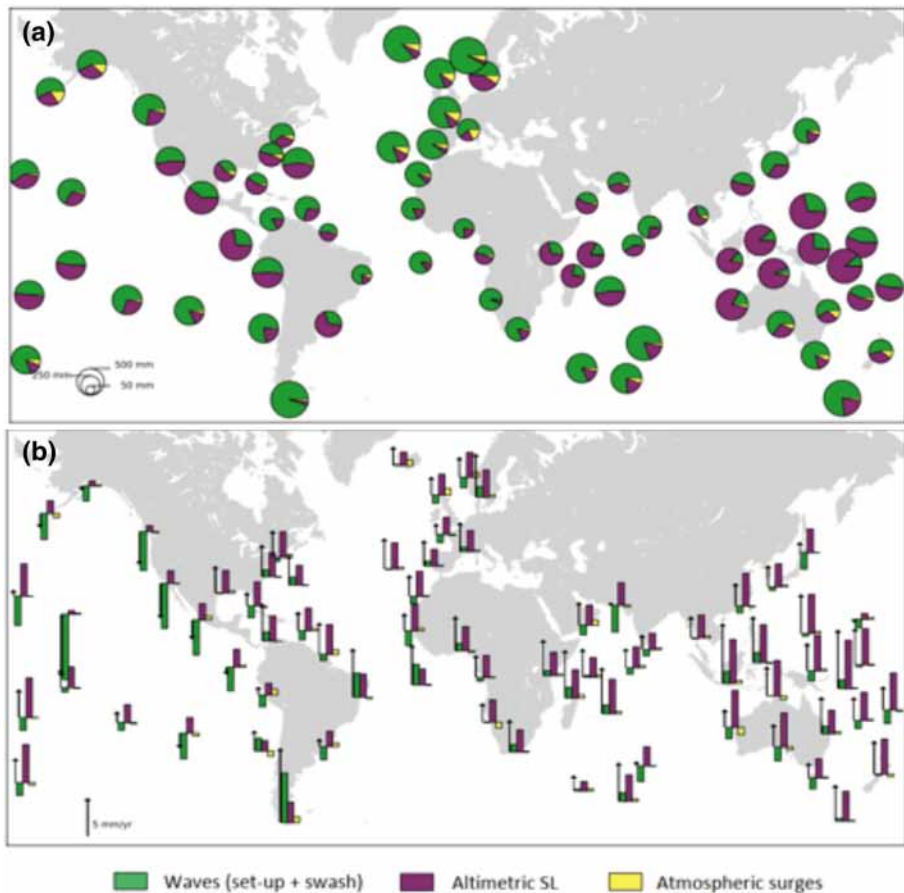 (a)
500 mm
250 mm
50 mm
(b)
5 mm/yr
Waves (set-up + swash) Altimetric SL Atmospheric surges